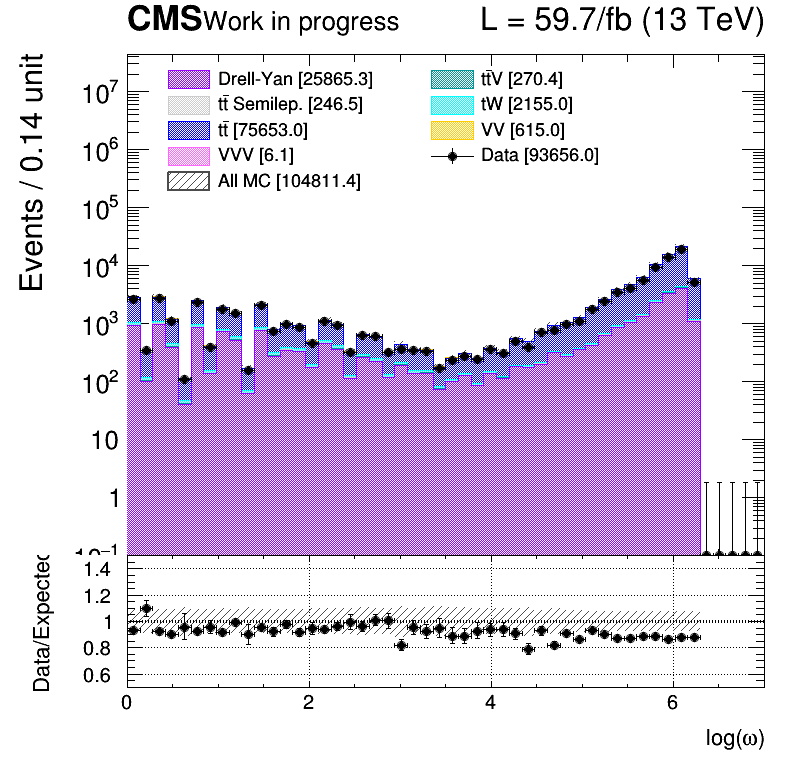 CMS Work in progress L = 59.7/fb (13 TeV)
Drell-Yan [25865.3]
tt̄ Semilep. [246.5]
tt̄ [75653.0]
VVV [6.1]
All MC [104811.4]
tt̄V [270.4]
tW [2155.0]
VV [615.0]
Data [93656.0]
Events / 0.14 unit
10⁷
10⁶
10⁵
10⁴
10³
10²
10
1
10⁻¹
Data/Expected
1.4
1.2
1
0.8
0.6
0 2 4 6
log(ω)